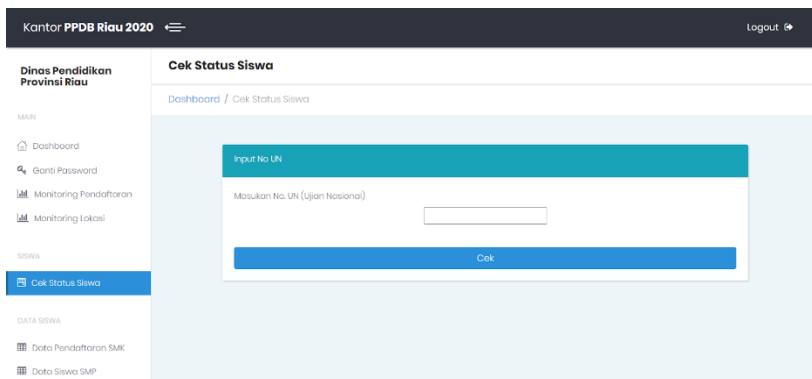 Kantor PPDB Riau 2020
Logout
Dinas Pendidikan
Provinsi Riau
MAIN
Dashboard
Ganti Password
Monitoring Pendaftaran
Monitoring Lokasi
SISWA
Cek Status Siswa
DATA SISWA
Data Pendaftaran SMK
Data Siswa SMP
Cek Status Siswa
Dashboard / Cek Status Siswa
Input No UN
Masukan No. UN (Ujian Nasional)
Cek